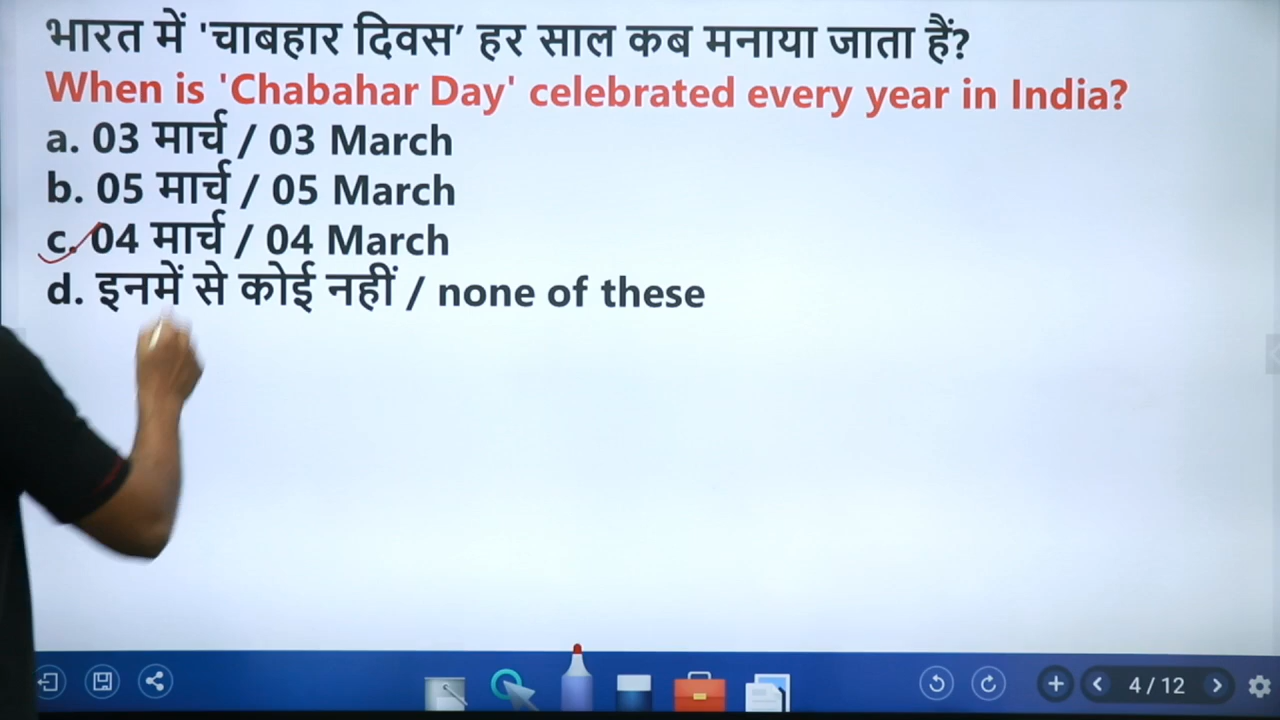 भारत में 'चाबहार दिवस’ हर साल कब मनाया जाता हैं?
When is 'Chabahar Day' celebrated every year in India?
a. 03 मार्च / 03 March
b. 05 मार्च / 05 March
c. 04 मार्च / 04 March
d. इनमें से कोई नहीं / none of these
4 / 12